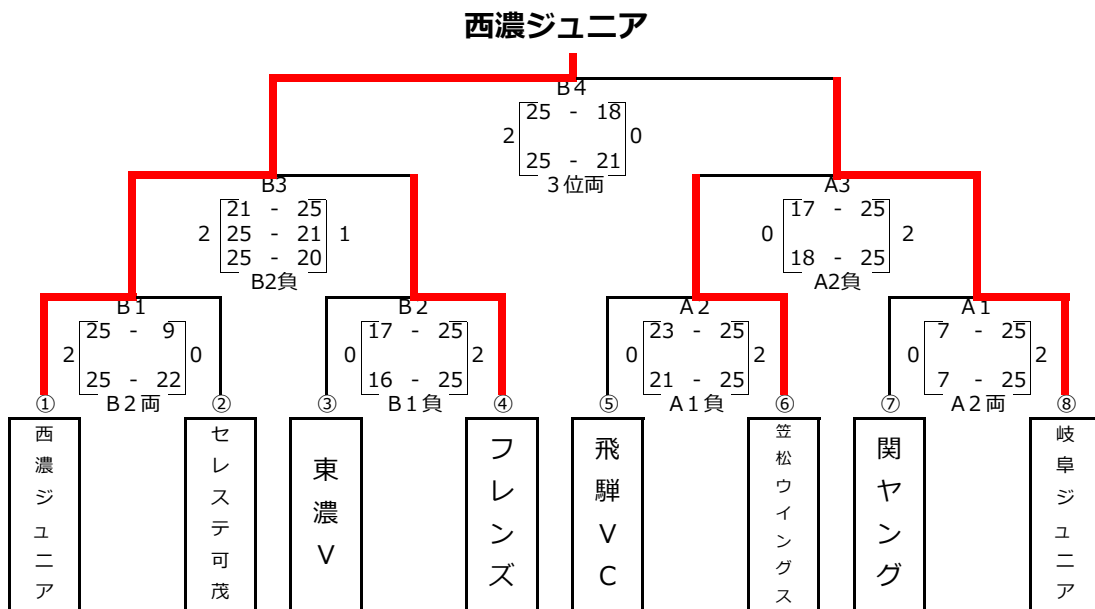 西濃ジュニア
B4
25 - 18
2 0
25 - 21
3位両
B3
21 - 25
2 25 - 21 1
25 - 20
B2負
A3
17 - 25
0 2
18 - 25
A2負
B1
25 - 9
2 0
25 - 22
B2両
B2
17 - 25
0 2
16 - 25
B1負
A2
23 - 25
0 2
21 - 25
A1負
A1
7 - 25
0 2
7 - 25
A2両
① ② ③ ④ ⑤ ⑥ ⑦ ⑧
西濃ジュニア
セレステ可茂
東濃V
フレンズ
飛騨VC
笠松ウイングス
関ヤング
岐阜ジュニア